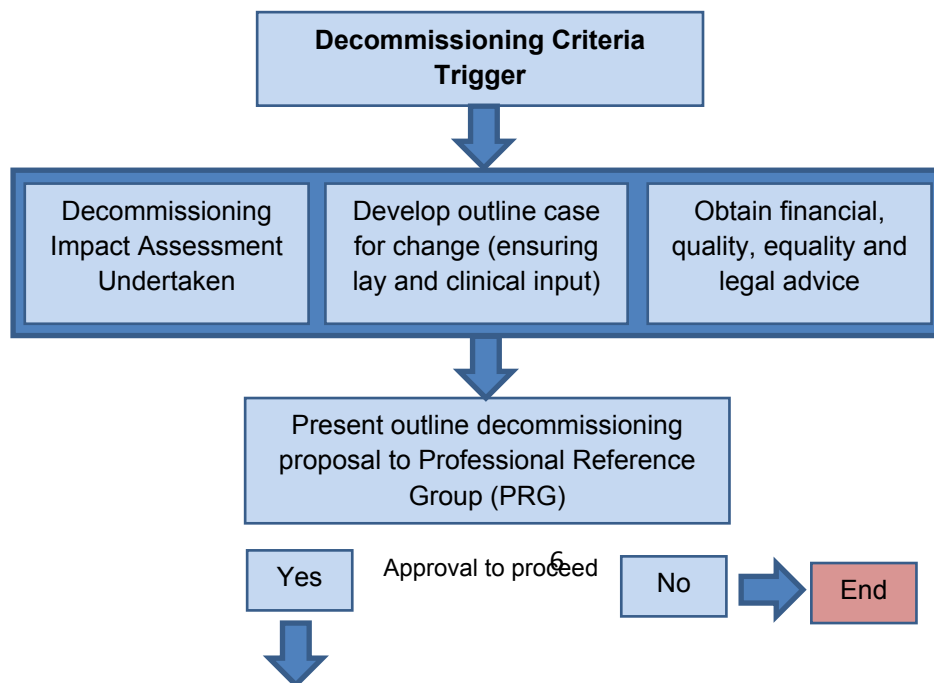 Decommissioning Criteria
Trigger
Decommissioning
Impact Assessment
Undertaken
Develop outline case
for change (ensuring
lay and clinical input)
Obtain financial,
quality, equality and
legal advice
Present outline decommissioning
proposal to Professional Reference
Group (PRG)
Yes
Approval to proceed
6
No
End